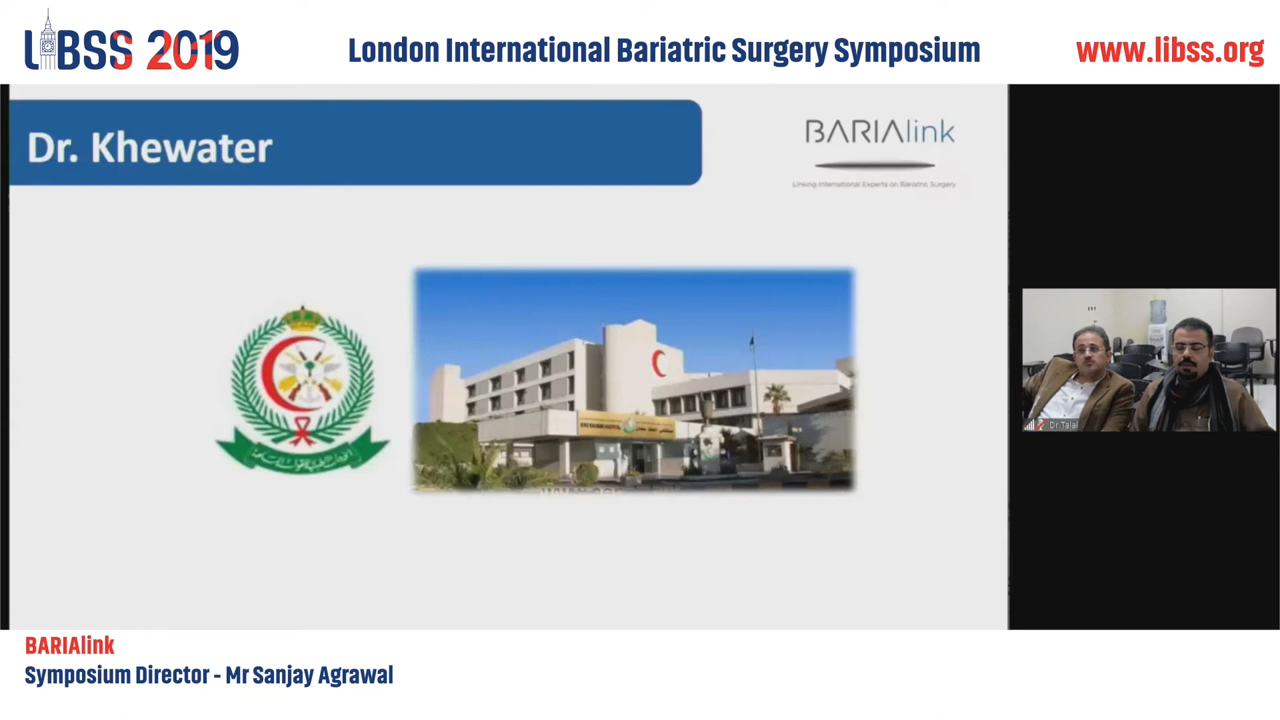 LIBSS 2019
London International Bariatric Surgery Symposium
www.libss.org
Dr. Khewater
BARIAlink
Linking International Experts on Bariatric Surgery
Dr.Talal
BARIAlink
Symposium Director - Mr Sanjay Agrawal